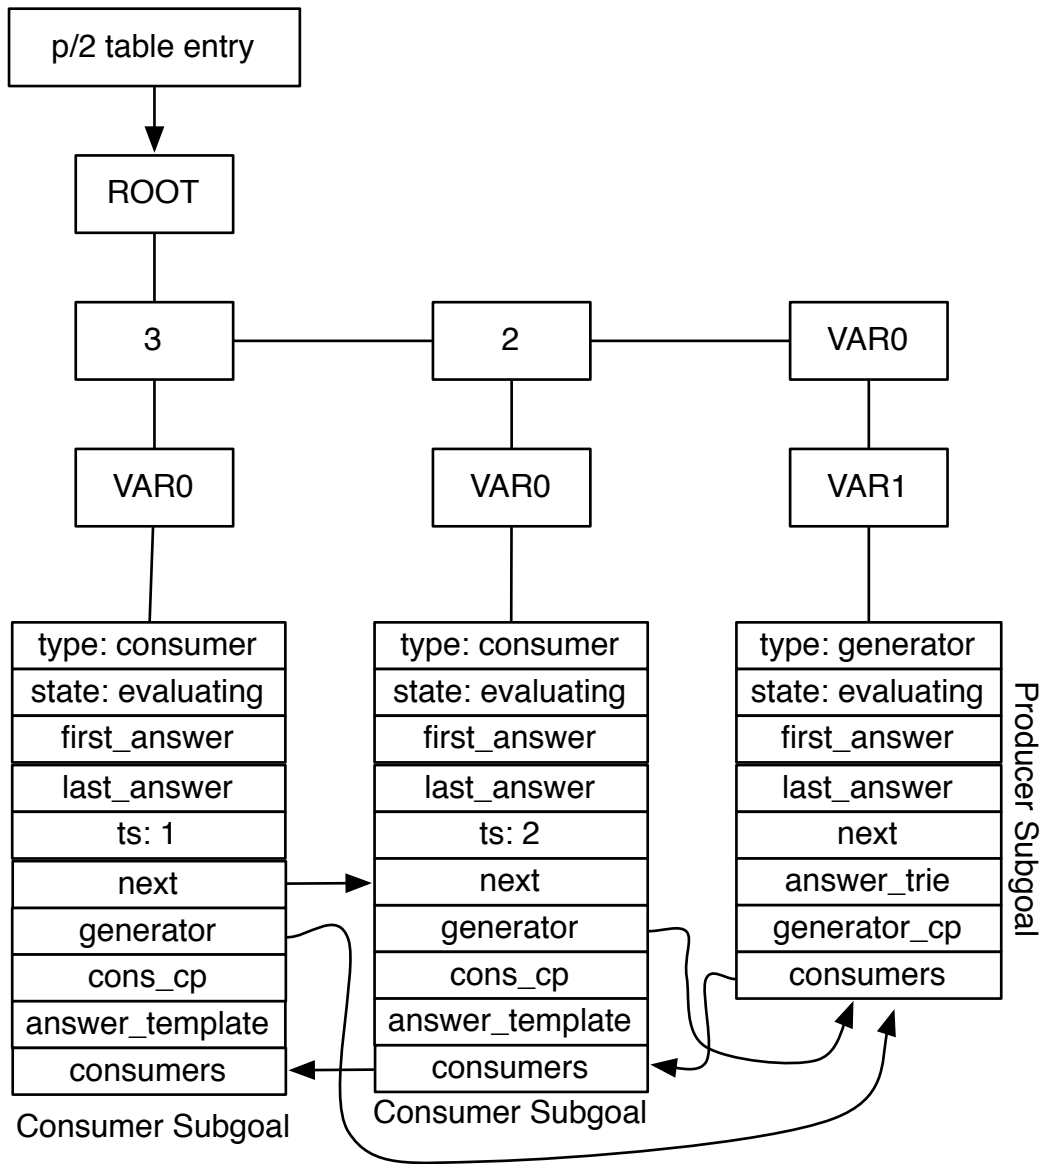 p/2 table entry
ROOT
3
2
VAR0
VAR0
VAR0
VAR1
type: consumer
state: evaluating
first_answer
last_answer
ts: 1
next
generator
cons_cp
answer_template
consumers
Consumer Subgoal
type: consumer
state: evaluating
first_answer
last_answer
ts: 2
next
generator
cons_cp
answer_template
consumers
Consumer Subgoal
type: generator
state: evaluating
first_answer
last_answer
next
answer_trie
generator_cp
consumers
Producer Subgoal